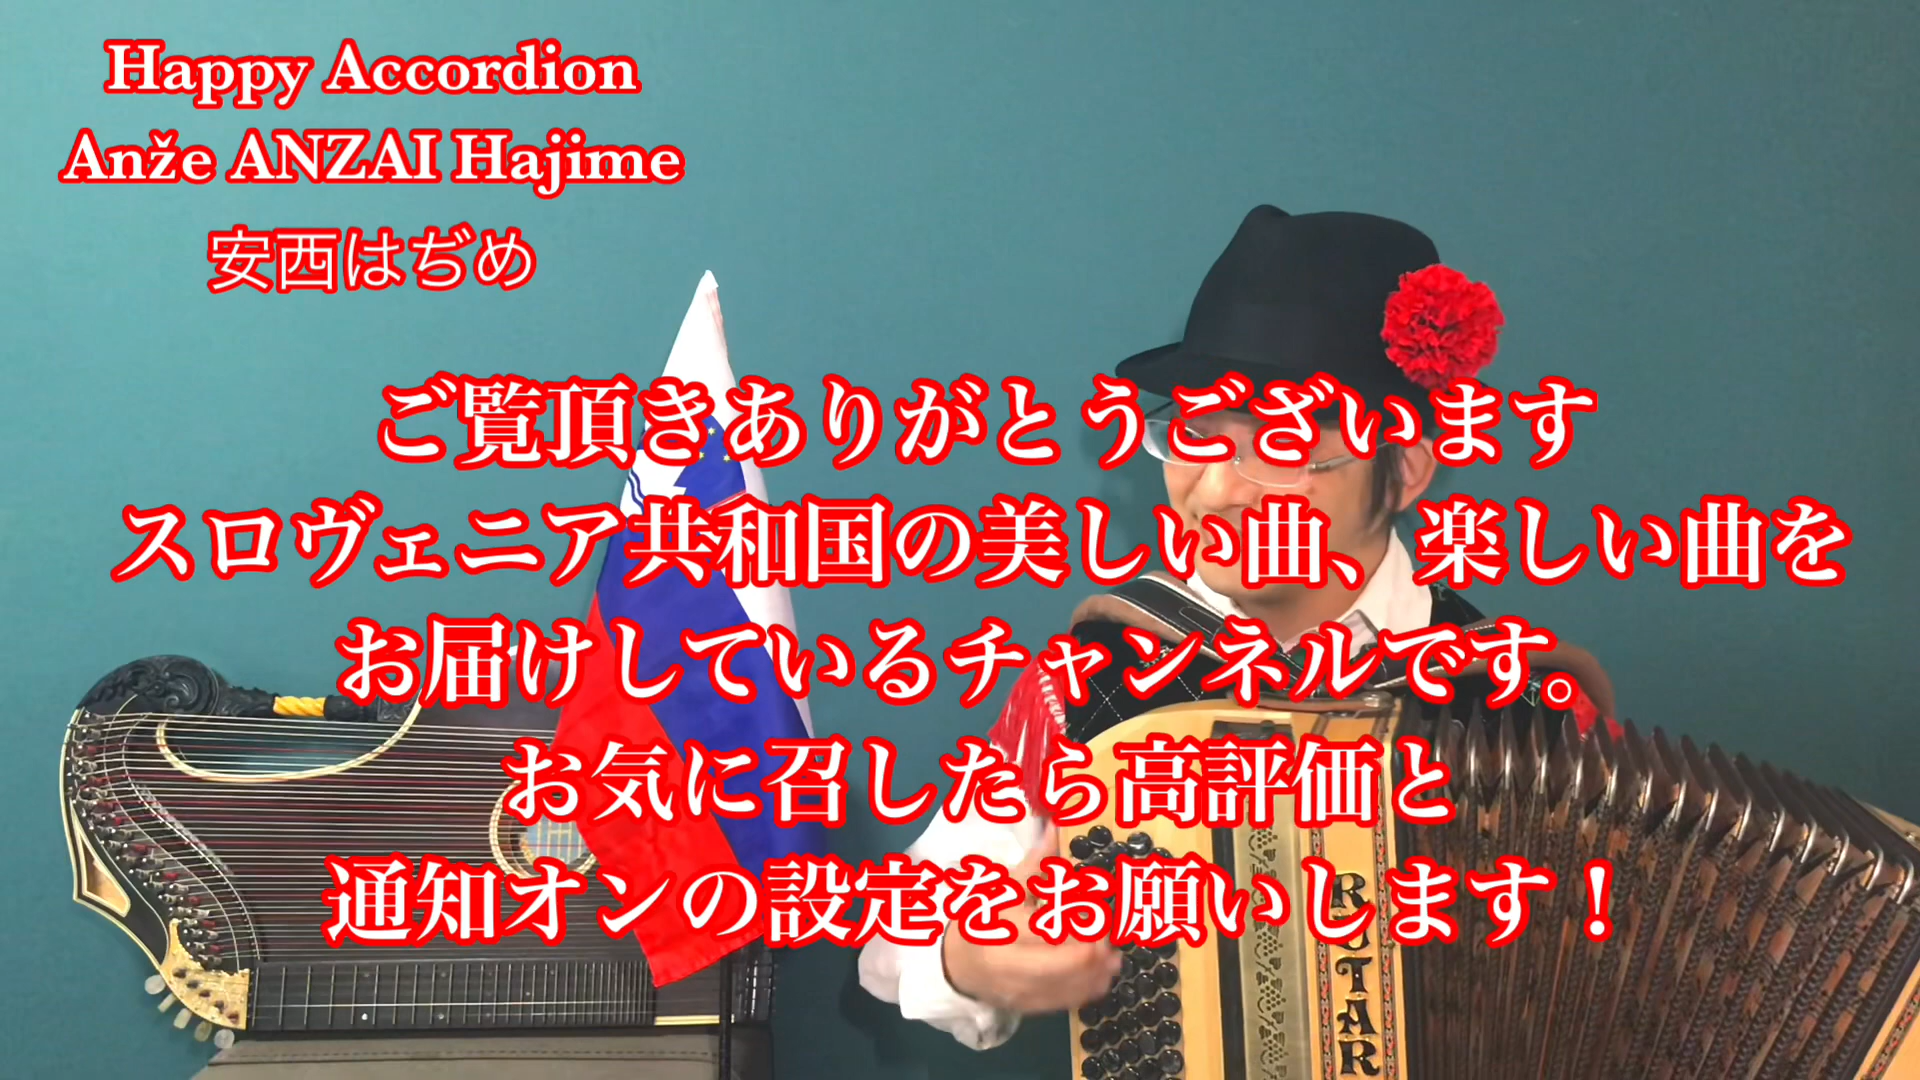 Happy Accordion
Anže ANZAI Hajime
安西はぢめ
ご覧頂きありがとうございます
スロヴェニア共和国の美しい曲、楽しい曲を
お届けしているチャンネルです。
お気に召したら高評価と
通知オンの設定をお願いします！
RUTAR